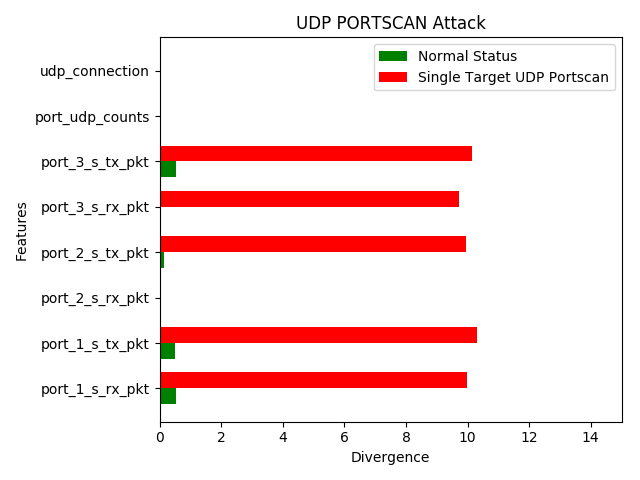 UDP PORTSCAN Attack
Normal Status
Single Target UDP Portscan
udp_connection
port_udp_counts
port_3_s_tx_pkt
port_3_s_rx_pkt
port_2_s_tx_pkt
port_2_s_rx_pkt
port_1_s_tx_pkt
port_1_s_rx_pkt
Features
0 2 4 6 8 10 12 14
Divergence